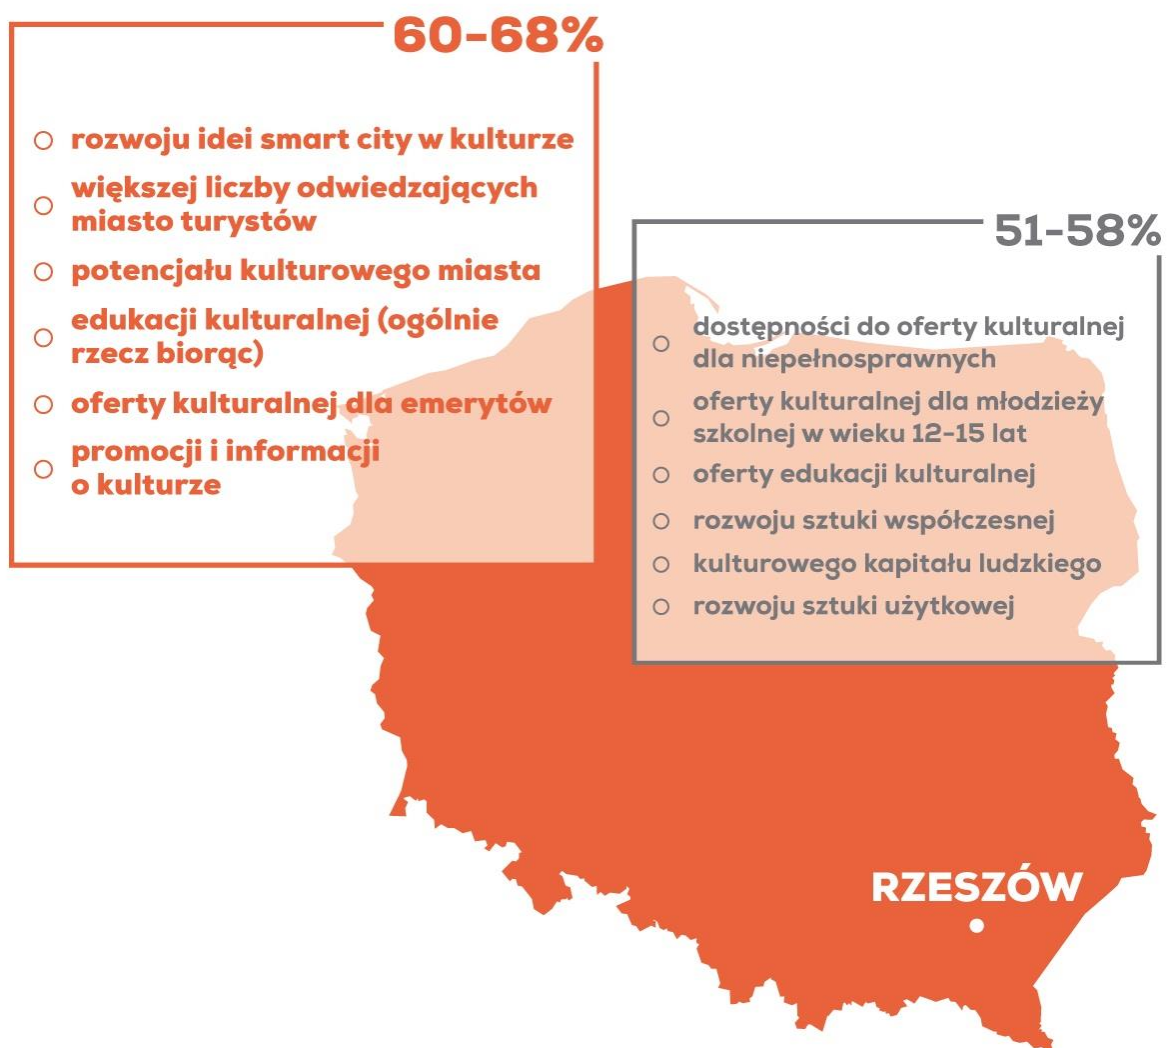 60-68%
rozwoju idei smart city w kulturze
większej liczby odwiedzających
miasto turystów
potencjału kulturowego miasta
edukacji kulturalnej (ogólnie
rzecz biorąc)
oferty kulturalnej dla emerytów
promocji i informacji
o kulturze
51-58%
dostępności do oferty kulturalnej
dla niepełnosprawnych
oferty kulturalnej dla młodzieży
szkolnej w wieku 12-15 lat
oferty edukacji kulturalnej
rozwoju sztuki współczesnej
kulturowego kapitału ludzkiego
rozwoju sztuki użytkowej
RZESZÓW